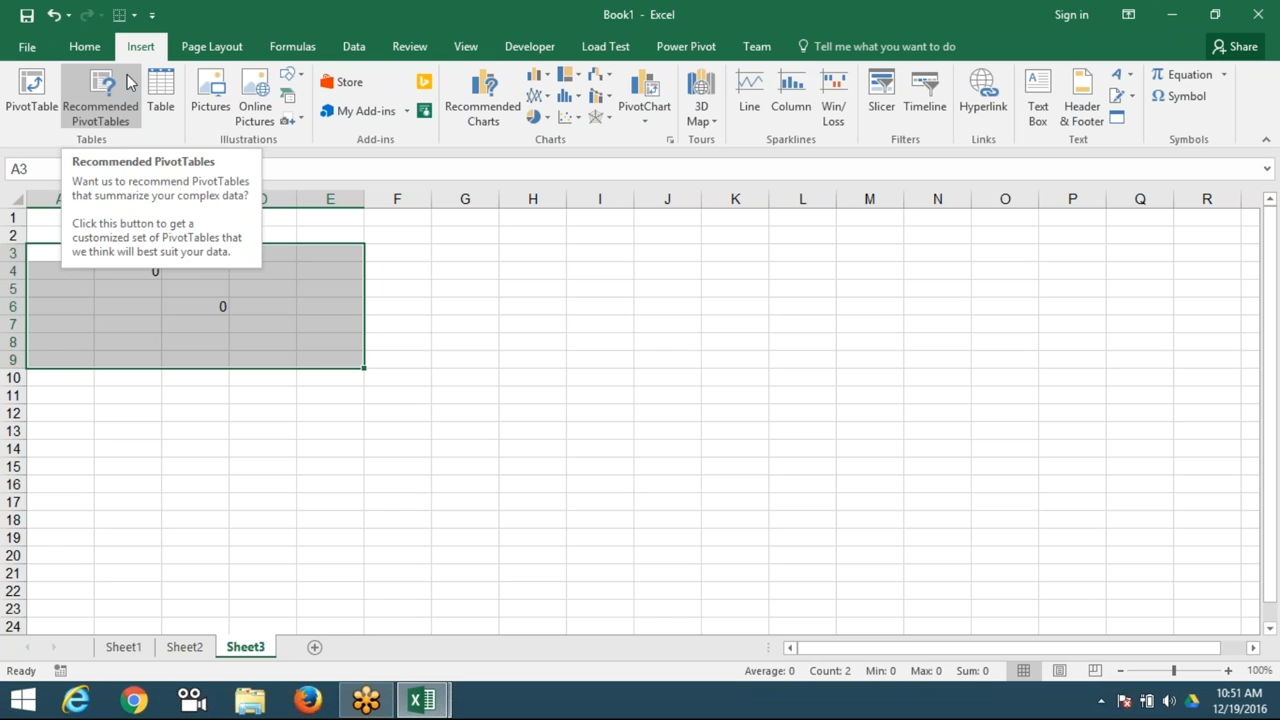 Book1 - Excel
Sign in
File
Home
Insert
Page Layout
Formulas
Data
Review
View
Developer
Load Test
Power Pivot
Team
Tell me what you want to do
Share
PivotTable
Recommended
PivotTables
Table
Pictures
Online
Pictures
Store
My Add-ins
Recommended
Charts
PivotChart
3D
Map
Line
Column
Win/
Loss
Slicer
Timeline
Hyperlink
Text
Box
Header
& Footer
Equation
Symbol
Tables
Illustrations
Add-ins
Charts
Tours
Sparklines
Filters
Links
Text
Symbols
A3
Recommended PivotTables
Want us to recommend PivotTables
that summarize your complex data?
Click this button to get a
customized set of PivotTables that
we think will best suit your data.
E F G H I J K L M N O P Q R
1
2
3
4 0
5
6 0
7
8
9
10
11
12
13
14
15
16
17
18
19
20
21
22
23
24
Sheet1
Sheet2
Sheet3
Ready
Average: 0
Count: 2
Min: 0
Max: 0
Sum: 0
100%
10:51 AM
12/19/2016